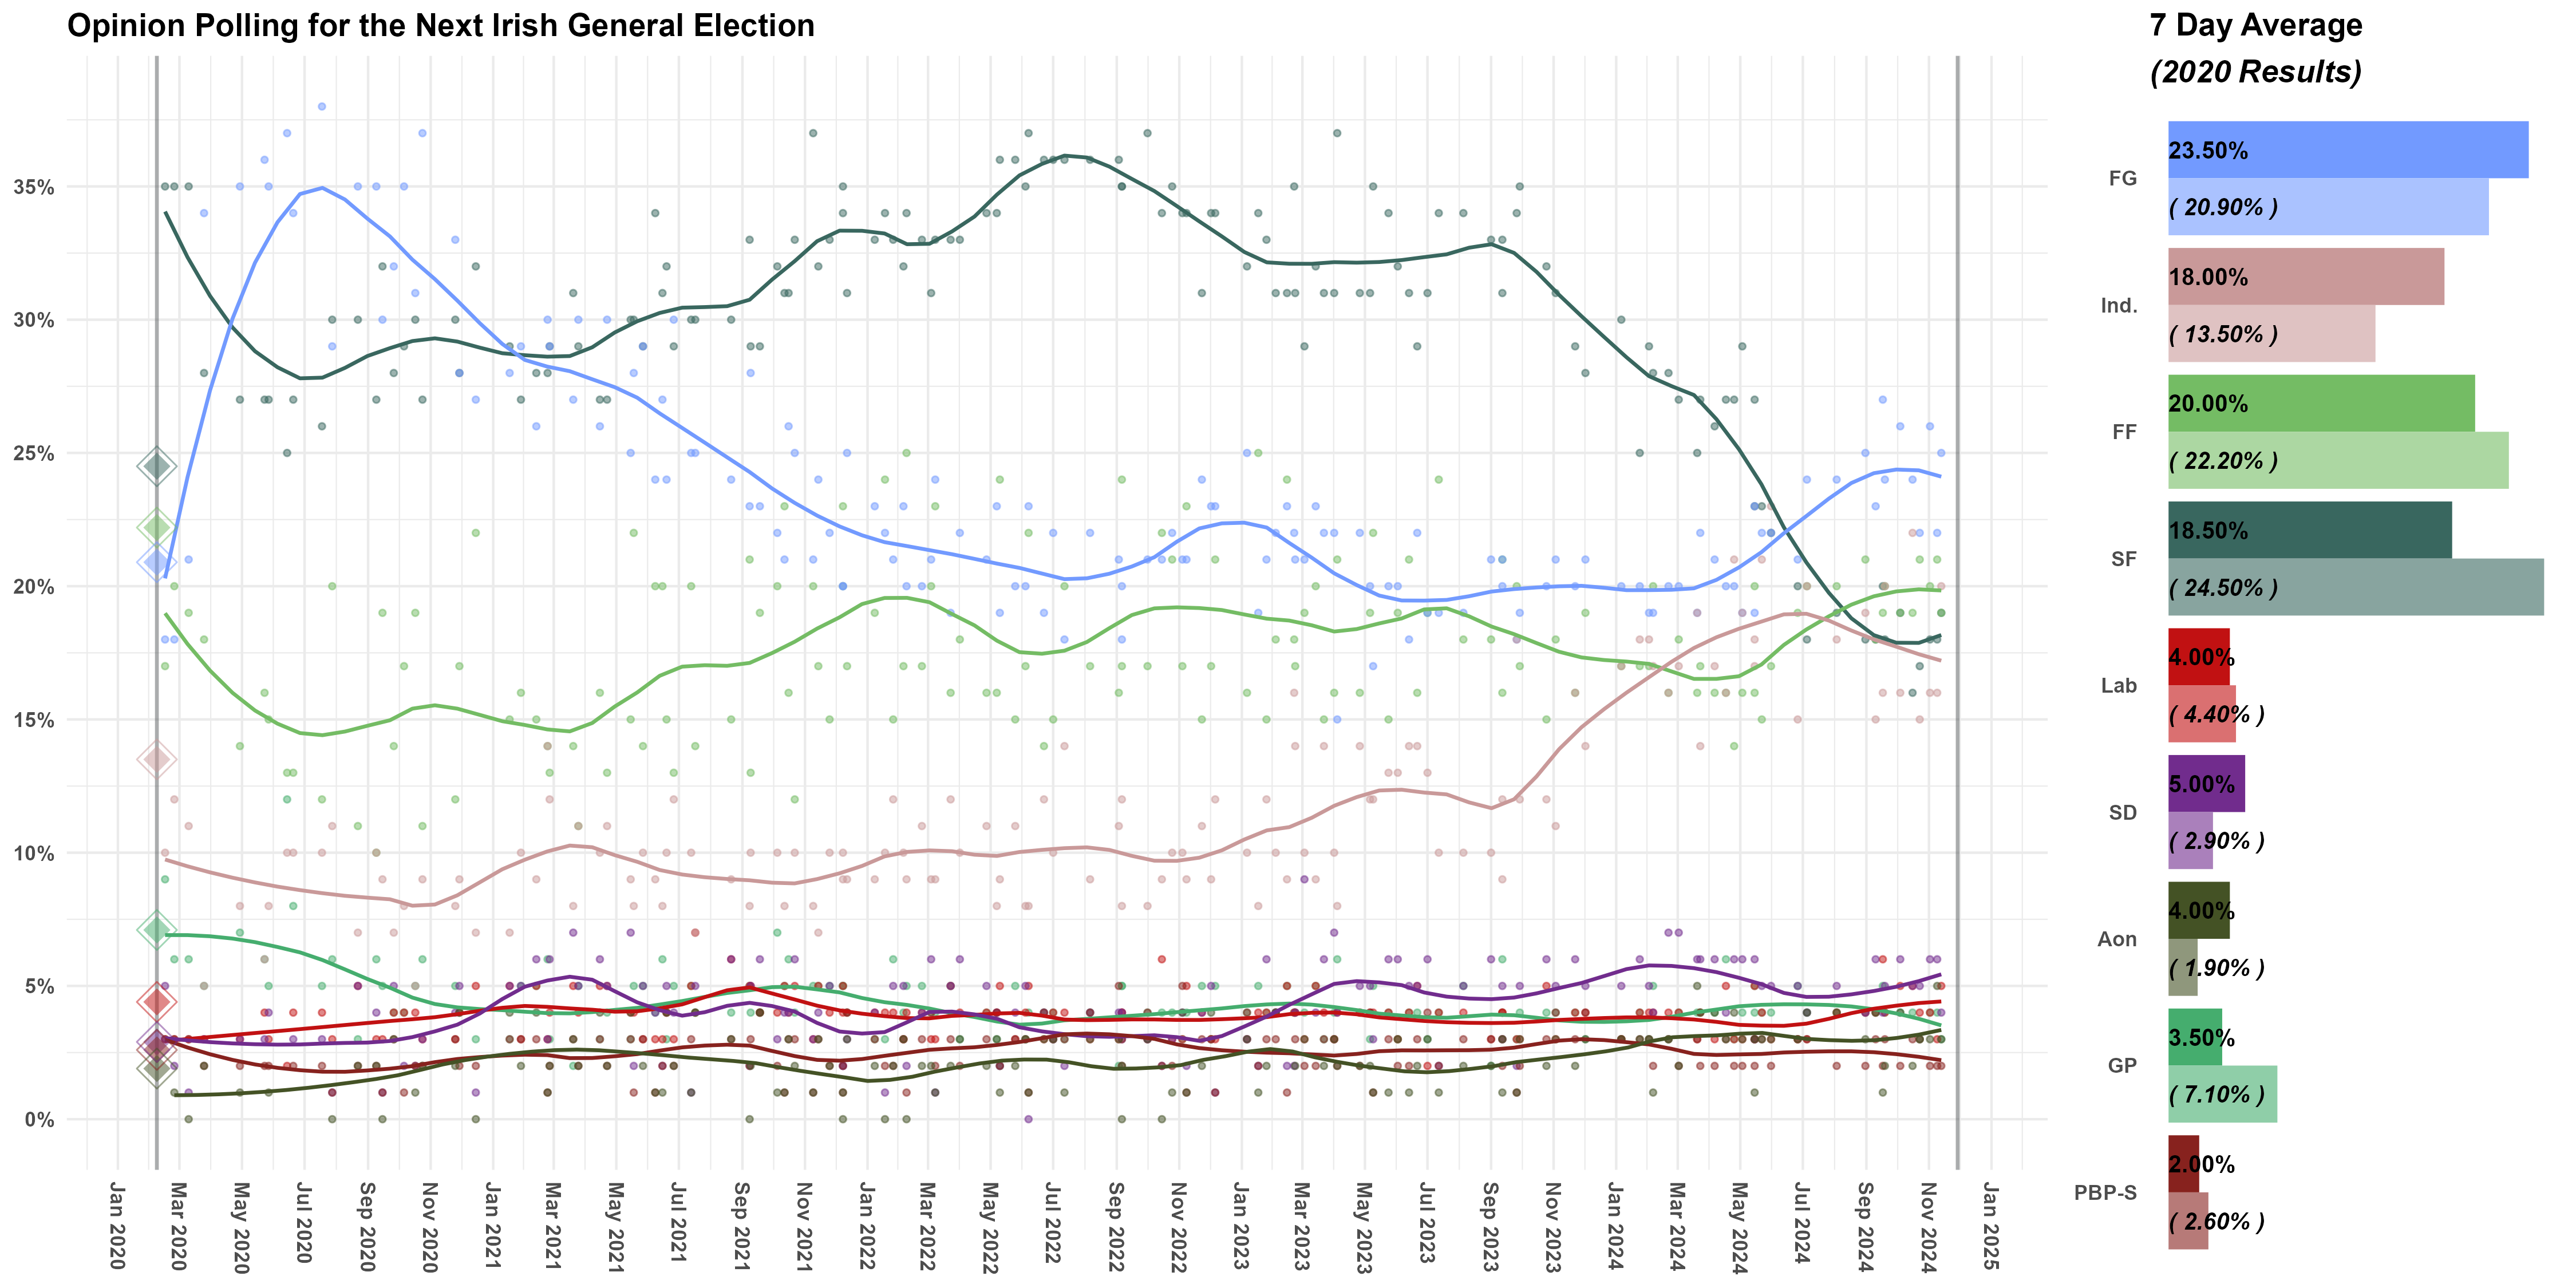 Opinion Polling for the Next Irish General Election
7 Day Average
(2020 Results)
35%
30%
25%
20%
15%
10%
5%
0%
Jan 2020
Mar 2020
May 2020
Jul 2020
Sep 2020
Nov 2020
Jan 2021
Mar 2021
May 2021
Jul 2021
Sep 2021
Nov 2021
Jan 2022
Mar 2022
May 2022
Jul 2022
Sep 2022
Nov 2022
Jan 2023
Mar 2023
May 2023
Jul 2023
Sep 2023
Nov 2023
Jan 2024
Mar 2024
May 2024
Jul 2024
Sep 2024
Nov 2024
Jan 2025
FG
23.50%
( 20.90% )
Ind.
18.00%
( 13.50% )
FF
20.00%
( 22.20% )
SF
18.50%
( 24.50% )
Lab
4.00%
( 4.40% )
SD
5.00%
( 2.90% )
Aon
4.00%
( 1.90% )
GP
3.50%
( 7.10% )
PBP-S
2.00%
( 2.60% )